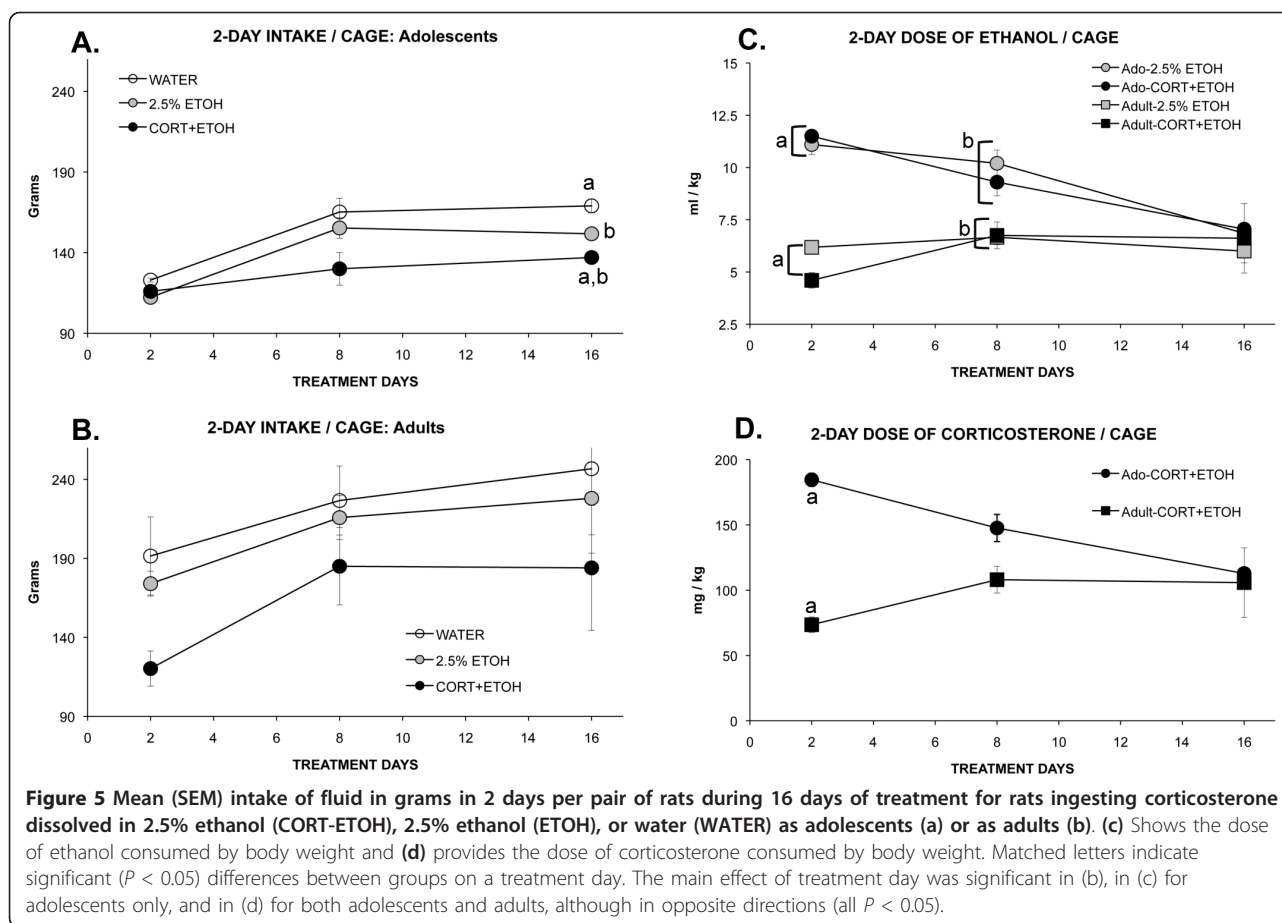 A.
2-DAY INTAKE / CAGE: Adolescents
WATER
2.5% ETOH
CORT+ETOH
240
190
140
90
Grams
a
b
a,b
0 2 4 6 8 10 12 14 16
TREATMENT DAYS
B.
2-DAY INTAKE / CAGE: Adults
240
190
140
90
Grams
WATER
2.5% ETOH
CORT+ETOH
0 2 4 6 8 10 12 14 16
TREATMENT DAYS
C.
2-DAY DOSE OF ETHANOL / CAGE
Ado-2.5% ETOH
Ado-CORT+ETOH
Adult-2.5% ETOH
Adult-CORT+ETOH
15
12.5
10
7.5
5
2.5
ml / kg
a
b
b
a
0 2 4 6 8 10 12 14 16
TREATMENT DAYS
D.
2-DAY DOSE OF CORTICOSTERONE / CAGE
Ado-CORT+ETOH
Adult-CORT+ETOH
200
150
100
50
0
mg / kg
a
a
0 2 4 6 8 10 12 14 16
TREATMENT DAYS
Figure 5 Mean (SEM) intake of fluid in grams in 2 days per pair of rats during 16 days of treatment for rats ingesting corticosterone
dissolved in 2.5% ethanol (CORT-ETOH), 2.5% ethanol (ETOH), or water (WATER) as adolescents (a) or as adults (b). (c) Shows the dose
of ethanol consumed by body weight and (d) provides the dose of corticosterone consumed by body weight. Matched letters indicate
significant (P < 0.05) differences between groups on a treatment day. The main effect of treatment day was significant in (b), in (c) for
adolescents only, and in (d) for both adolescents and adults, although in opposite directions (all P < 0.05).